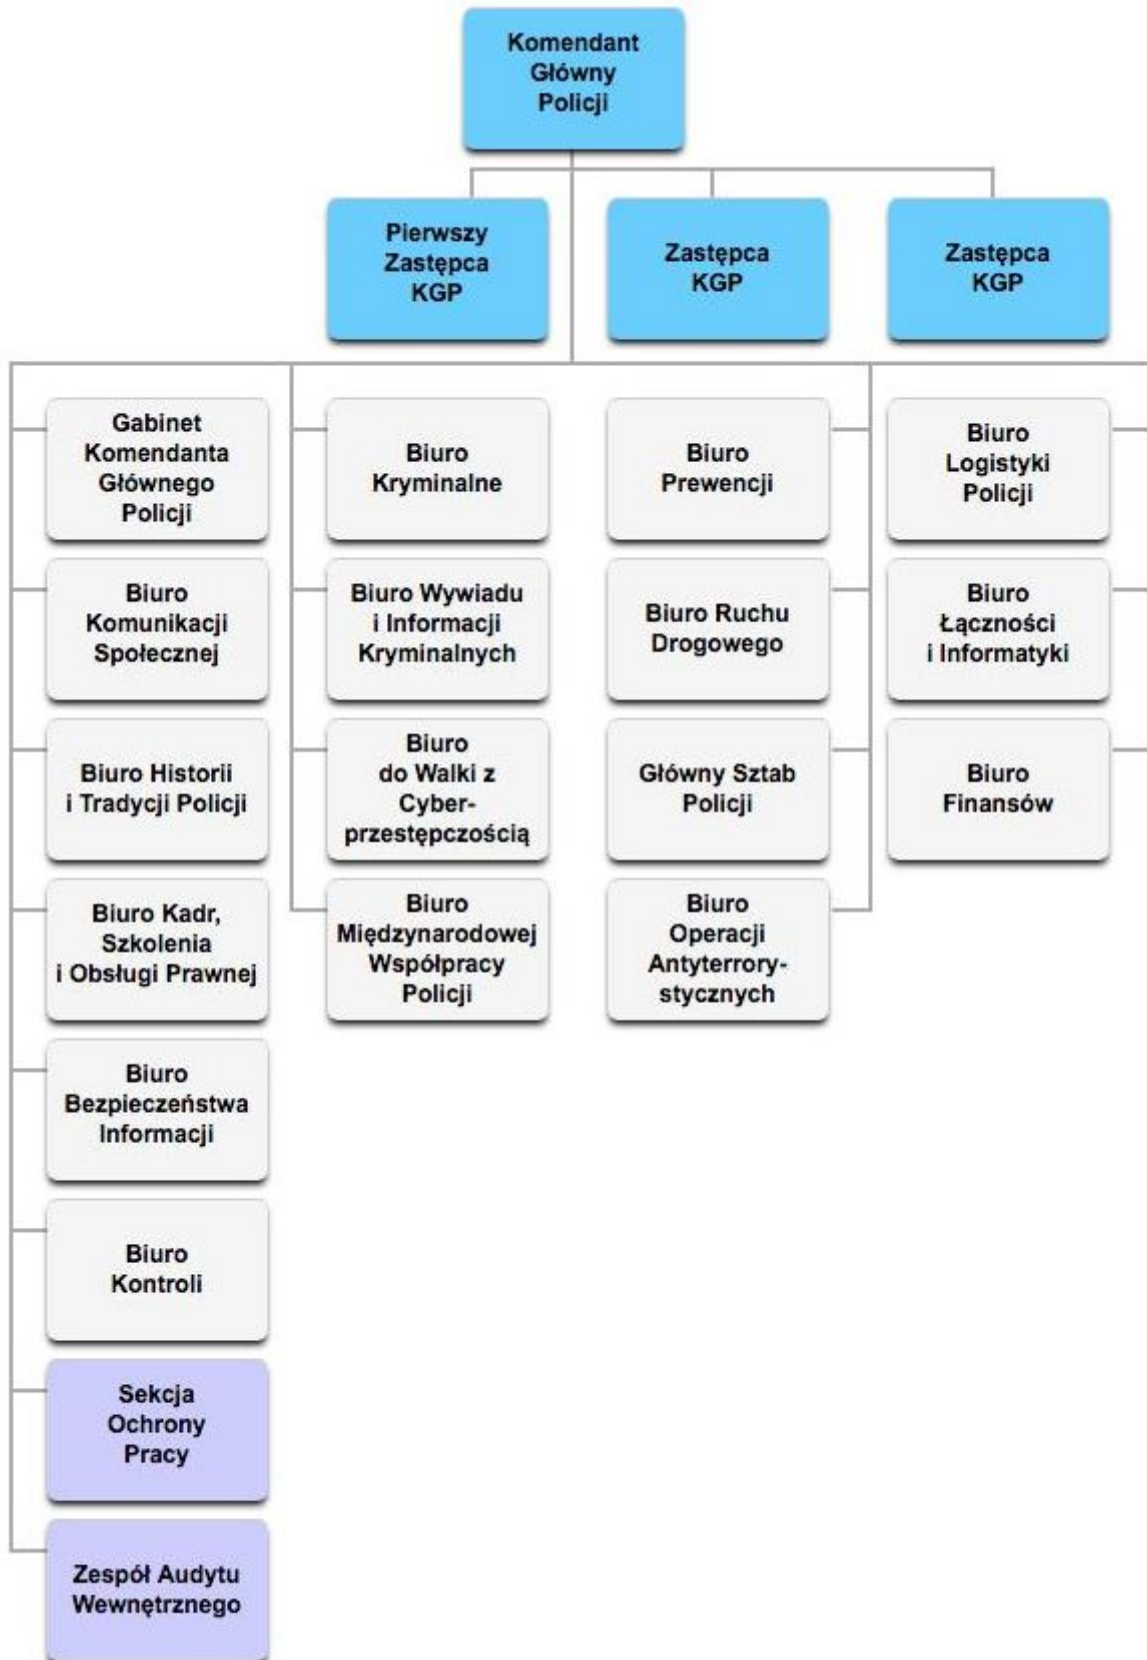 Komendant
Główny
Policji
Pierwszy
Zastępca
KGP
Zastępca
KGP
Zastępca
KGP
Gabinet
Komendanta
Głównego
Policji
Biuro
Komunikacji
Społecznej
Biuro Historii
i Tradycji Policji
Biuro Kadr,
Szkolenia
i Obsługi Prawnej
Biuro
Bezpieczeństwa
Informacji
Biuro
Kontroli
Sekcja
Ochrony
Pracy
Zespół Audytu
Wewnętrznego
Biuro
Kryminalne
Biuro Wywiadu
i Informacji
Kryminalnych
Biuro
do Walki z
Cyber-
przestępczością
Biuro
Międzynarodowej
Współpracy
Policji
Biuro
Prewencji
Biuro Ruchu
Drogowego
Główny Sztab
Policji
Biuro
Operacji
Antyterrory-
stycznych
Biuro
Logistyki
Policji
Biuro
Łączności
i Informatyki
Biuro
Finansów